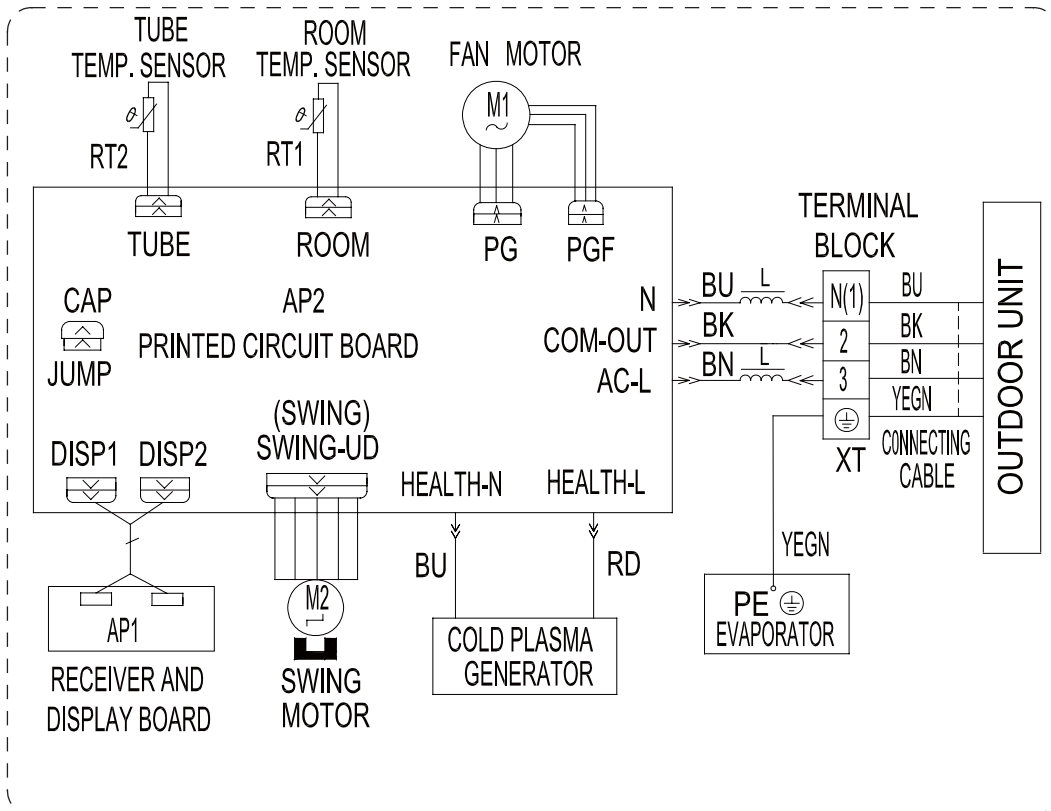 TUBE
TEMP. SENSOR
ROOM
TEMP. SENSOR
FAN MOTOR
θ
θ
M1
RT2
RT1
TUBE
ROOM
PG
PGF
TERMINAL
BLOCK
CAP
JUMP
AP2
PRINTED CIRCUIT BOARD
N
COM-OUT
AC-L
BU
L
BK
BN
L
N(1)
2
3
XT
BU
BK
BN
YEGN
CONNECTING
CABLE
OUTDOOR UNIT
DISP1
DISP2
(SWING)
SWING-UD
HEALTH-N
HEALTH-L
BU
RD
YEGN
AP1
RECEIVER AND
DISPLAY BOARD
M2
SWING
MOTOR
COLD PLASMA
GENERATOR
PE
EVAPORATOR